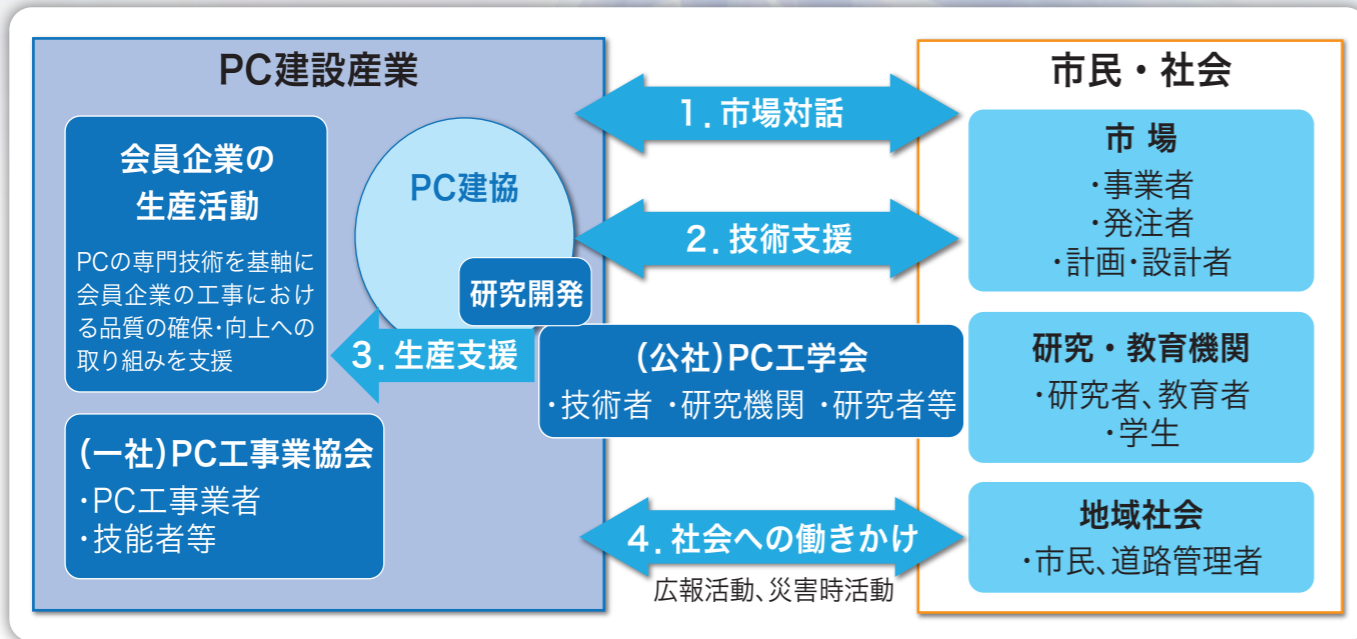 PC建設産業
会員企業の
生産活動
PCの専門技術を基軸に
会員企業の工事におけ
る品質の確保・向上への
取り組みを支援
PC建協
研究開発
3.生産支援
(一社)PC工事業協会
・PC工事業者
・技能者等
(公社)PC工学会
・技術者 ・研究機関 ・研究者等
1.市場対話
2.技術支援
4.社会への働きかけ
広報活動、災害時活動
市民・社会
市 場
・事業者
・発注者
・計画・設計者
研究・教育機関
・研究者、教育者
・学生
地域社会
・市民、道路管理者